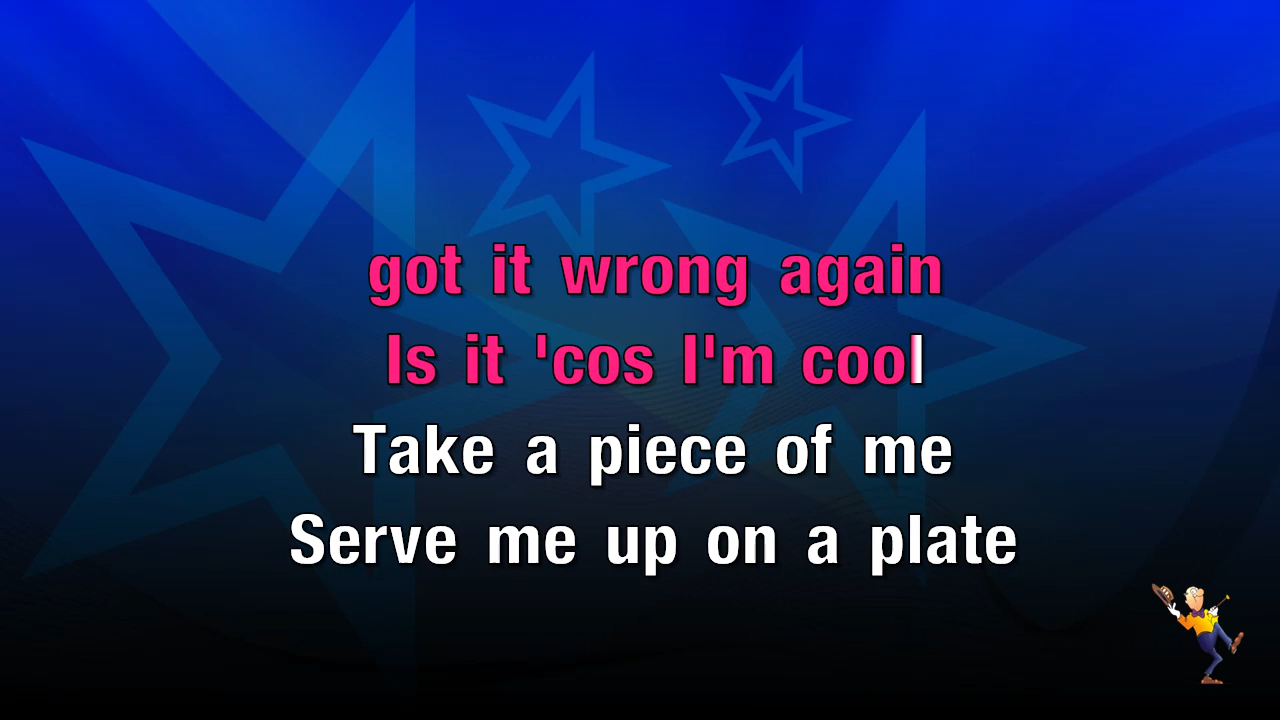 got it wrong again
Is it 'cos I'm cool
Take a piece of me
Serve me up on a plate